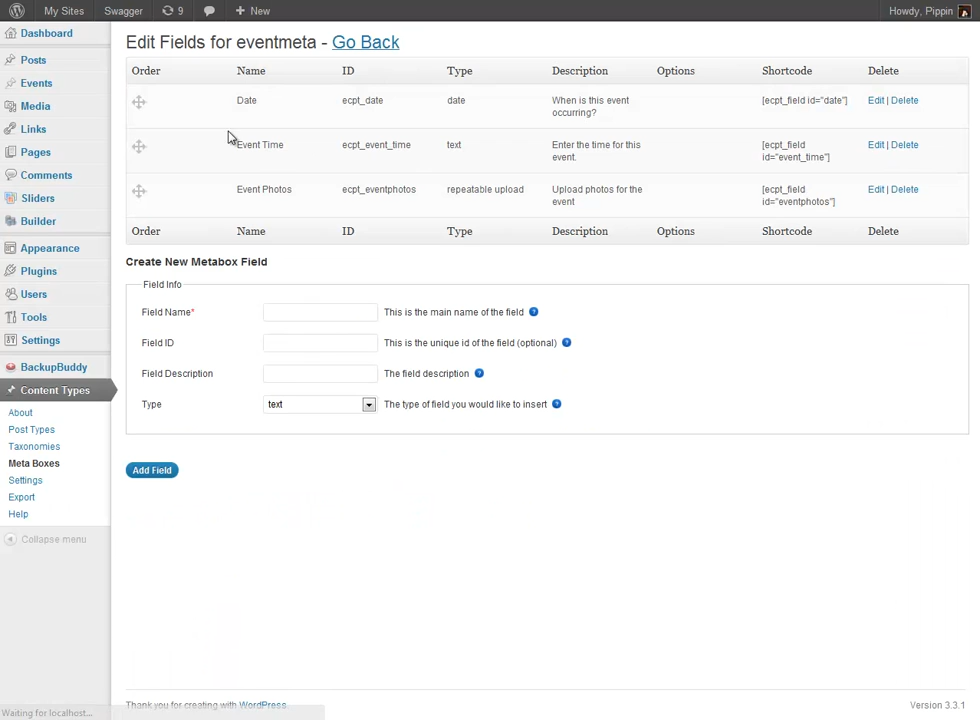 My Sites Swagger 9 + New Howdy, Pippin
Dashboard
Posts
Events
Media
Links
Pages
Comments
Sliders
Builder
Appearance
Plugins
Users
Tools
Settings
BackupBuddy
Content Types
About
Post Types
Taxonomies
Meta Boxes
Settings
Export
Help
Collapse menu
Edit Fields for eventmeta - Go Back
Order Name ID Type Description Options Shortcode Delete
Date ecpt_date date When is this event [ecpt_field id="date"] Edit | Delete
occurring?
Event Time ecpt_event_time text Enter the time for this [ecpt_field Edit | Delete
event. id="event_time"]
Event Photos ecpt_eventphotos repeatable upload Upload photos for the [ecpt_field Edit | Delete
event id="eventphotos"]
Order Name ID Type Description Options Shortcode Delete
Create New Metabox Field
Field Info
Field Name* This is the main name of the field ?
Field ID This is the unique id of the field (optional) ?
Field Description The field description ?
Type text The type of field you would like to insert ?
Add Field
Thank you for creating with WordPress. Version 3.3.1
Waiting for localhost...